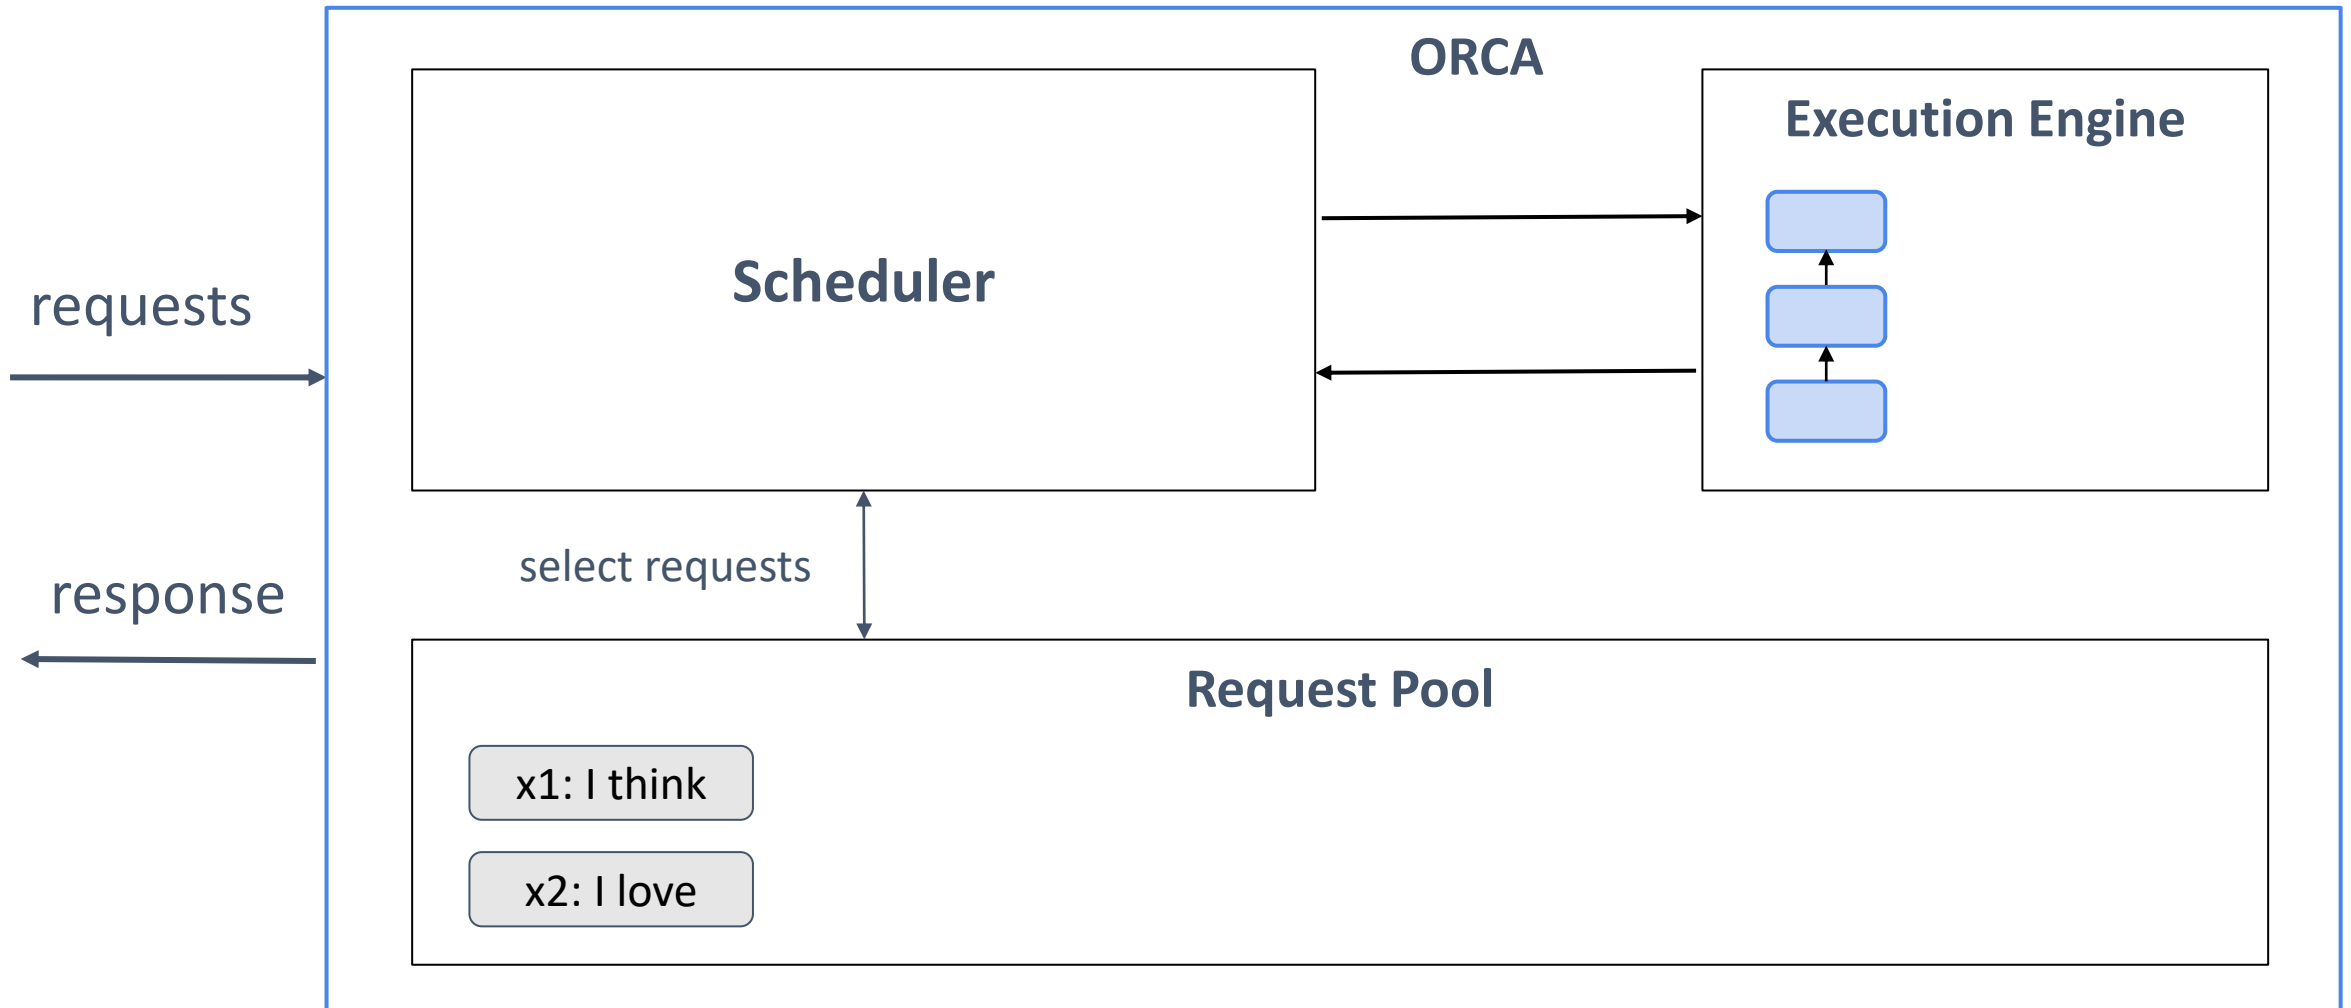 ORCA
Scheduler
Execution Engine
requests
select requests
response
Request Pool
x1: I think
x2: I love